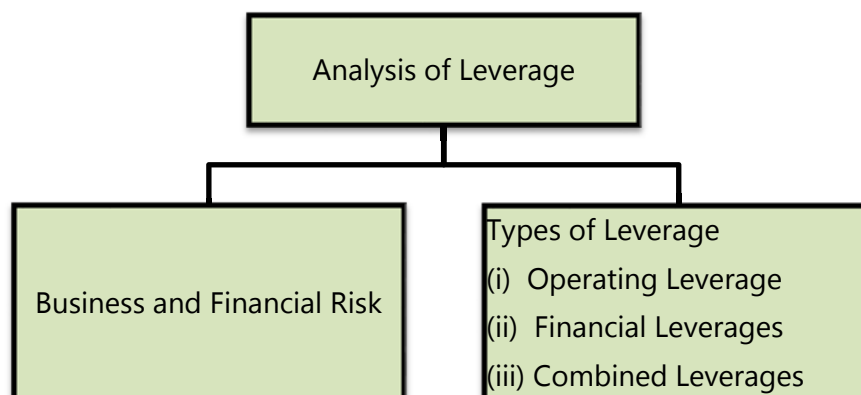 Analysis of Leverage
Business and Financial Risk
Types of Leverage
(i) Operating Leverage
(ii) Financial Leverages
(iii) Combined Leverages